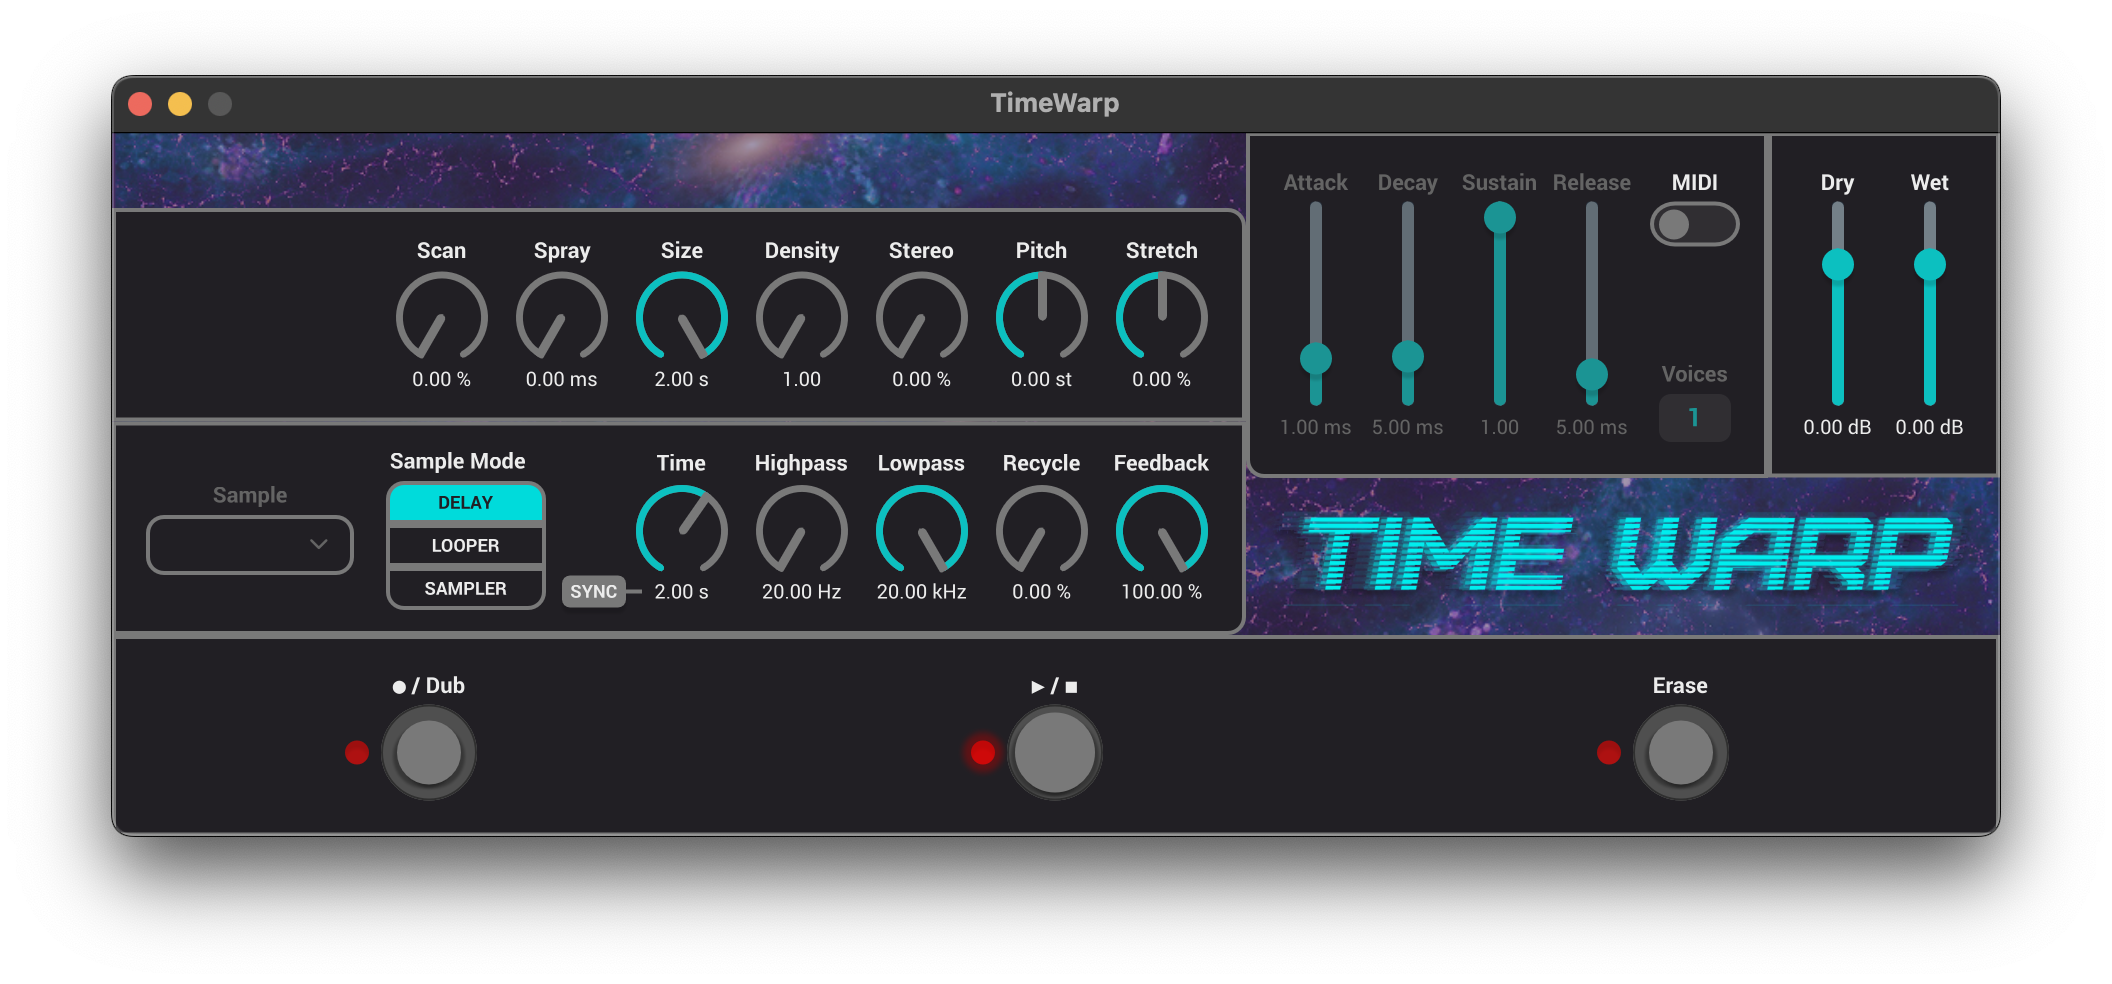 TimeWarp
Scan Spray Size Density Stereo Pitch Stretch
0.00 % 0.00 ms 2.00 s 1.00 0.00 % 0.00 st 0.00 %
Sample
Sample Mode
DELAY
LOOPER
SAMPLER
SYNC
Time Highpass Lowpass Recycle Feedback
2.00 s 20.00 Hz 20.00 kHz 0.00 % 100.00 %
Attack Decay Sustain Release MIDI
Voices
1
1.00 ms 5.00 ms 1.00 5.00 ms
Dry Wet
0.00 dB 0.00 dB
TIME WARP
● / Dub
▶ / ■
Erase